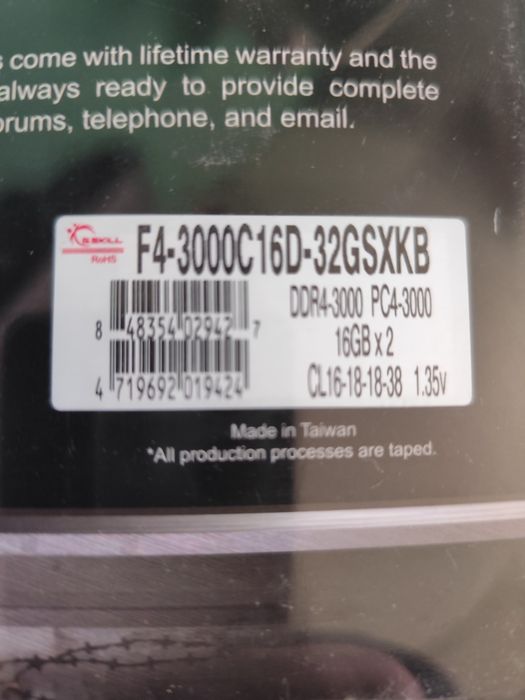 come with lifetime warranty and the
always ready to provide complete
forums, telephone, and email.
G.SKILL
RoHS
F4-3000C16D-32GSXKB
DDR4-3000 PC4-3000
8 48354 02942 7
16GB x 2
4 719692 019424
CL16-18-18-38 1.35v
Made in Taiwan
*All production processes are taped.